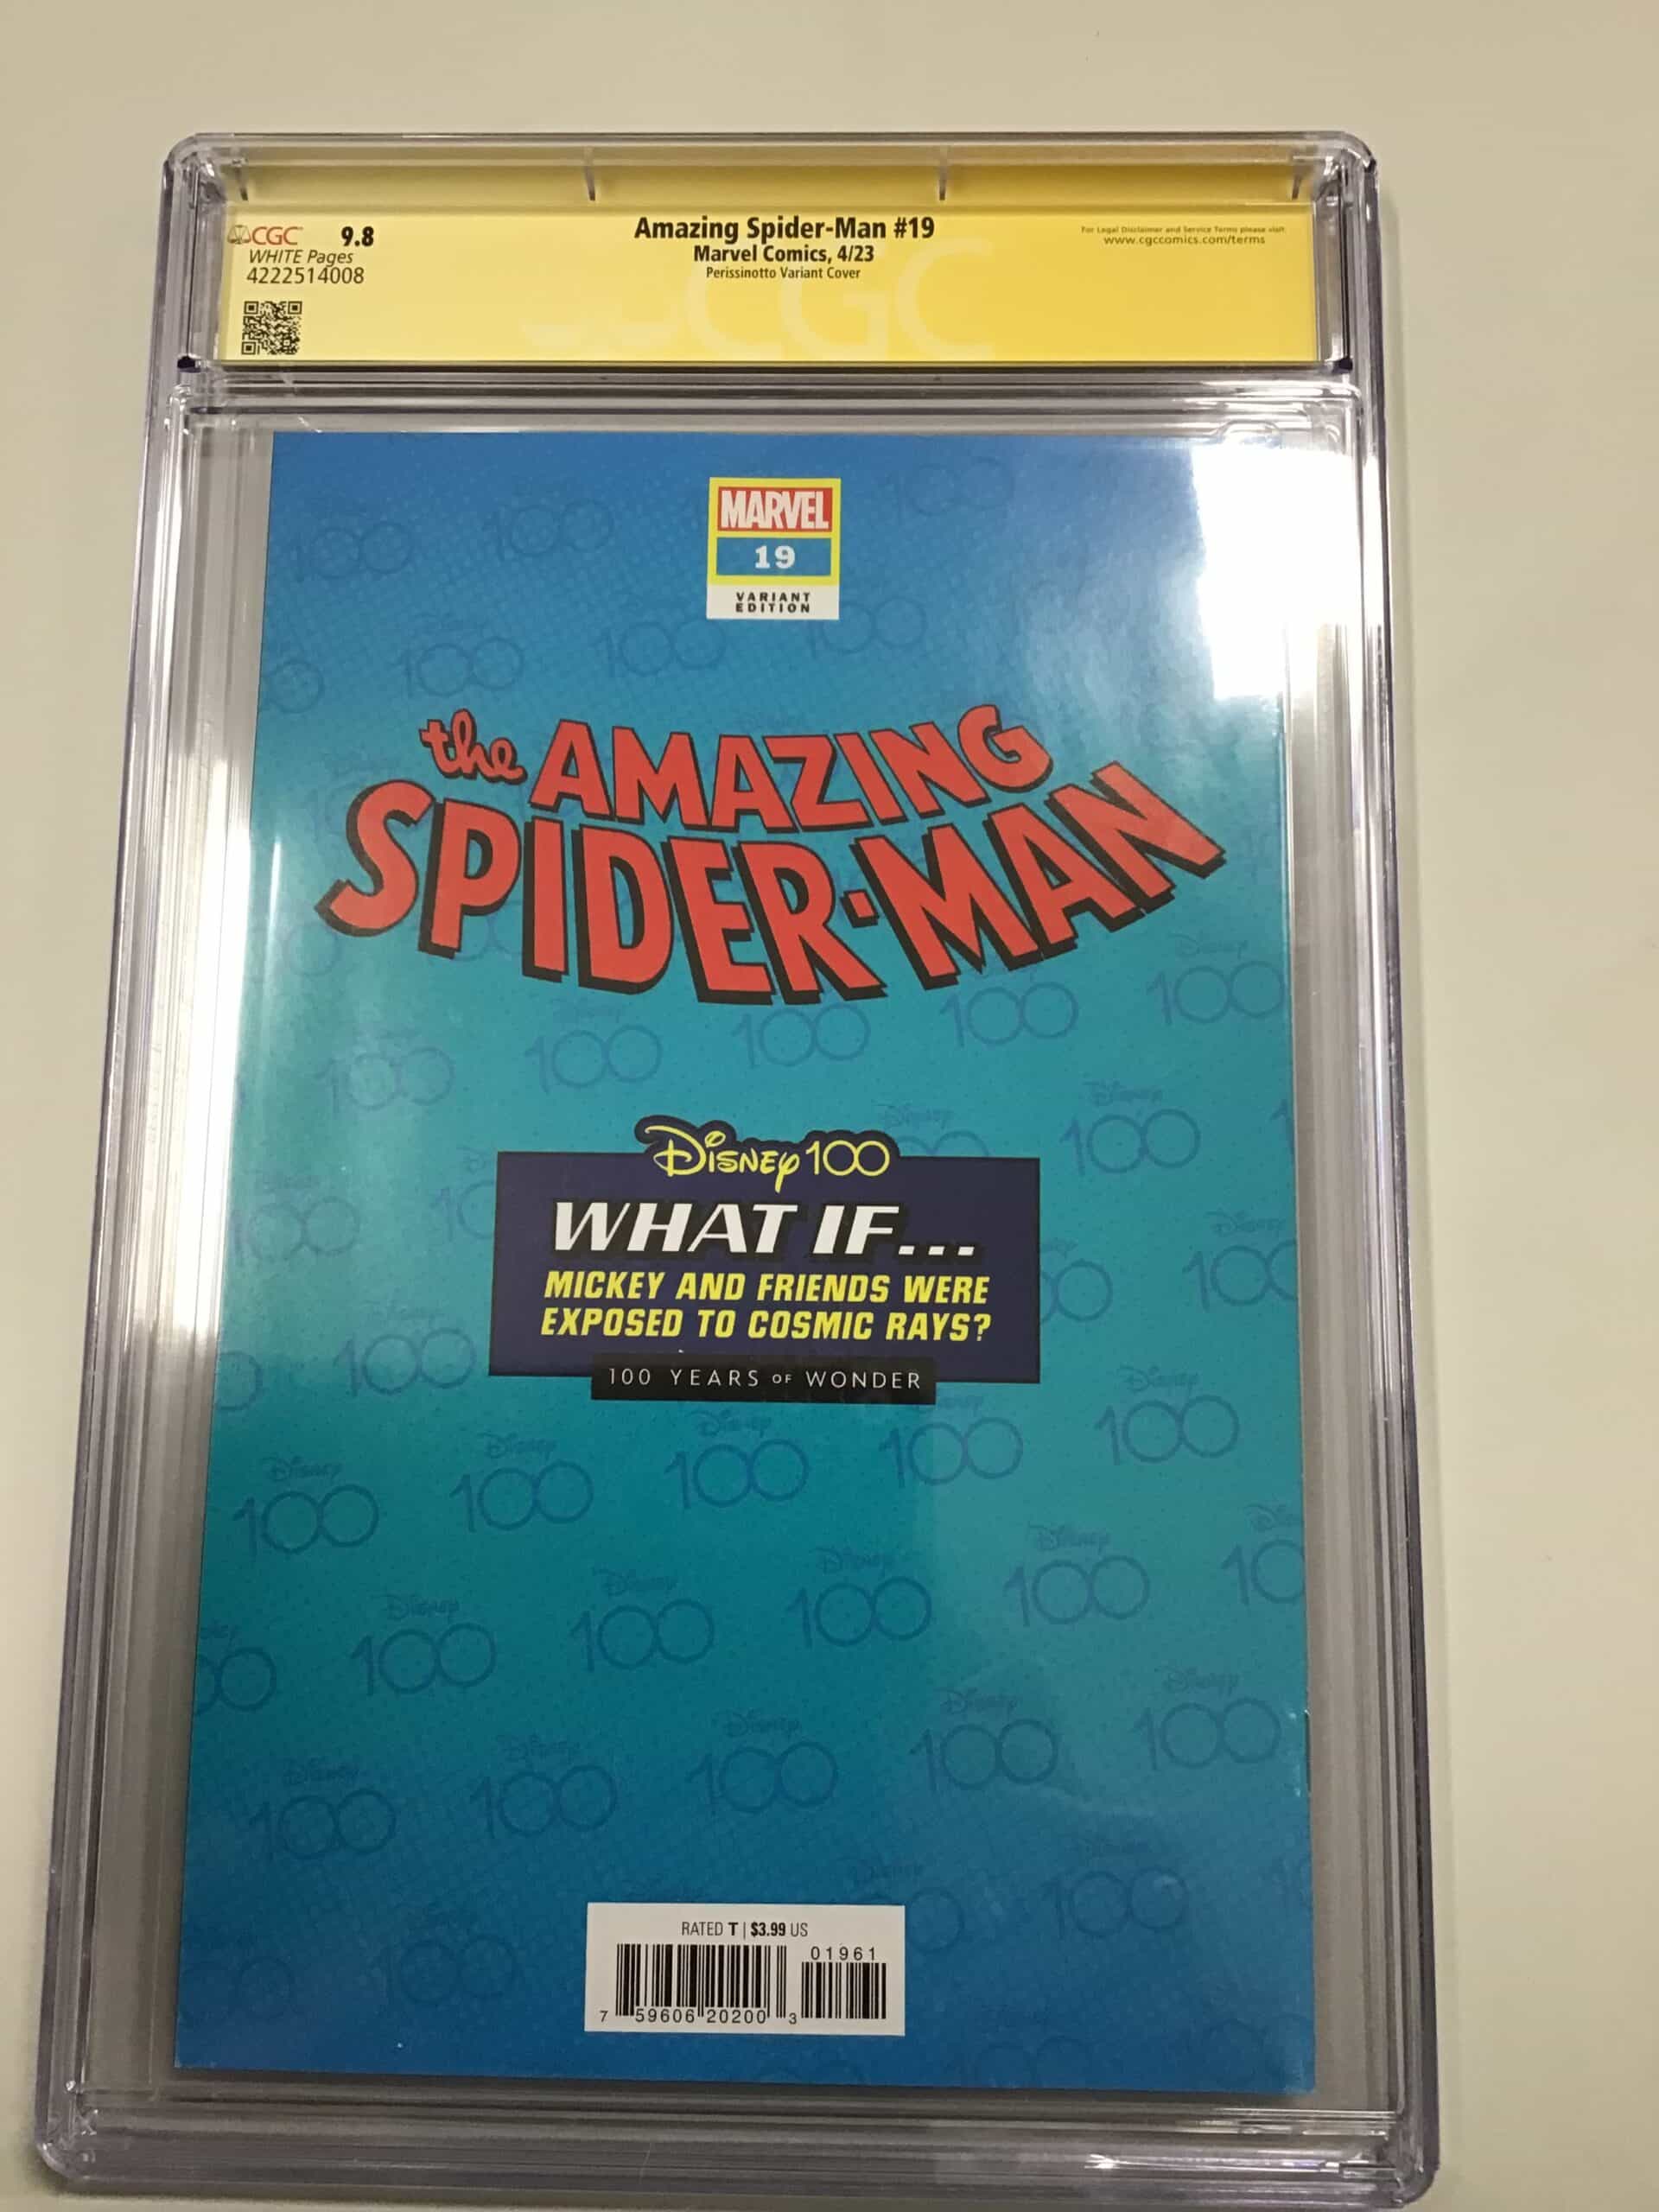 CGC 9.8
WHITE Pages
4222514008
Amazing Spider-Man #19
Marvel Comics, 4/23
Perissinotto Variant Cover
For Legal Disclaimer and Service Terms please visit
www.cgccomics.com/terms
CGC
MARVEL
19
VARIANT
EDITION
the AMAZING
SPIDER-MAN
Disney 100
WHAT IF...
MICKEY AND FRIENDS WERE
EXPOSED TO COSMIC RAYS?
100 YEARS OF WONDER
RATED T | $3.99 US
01961
7 59606 20200 3